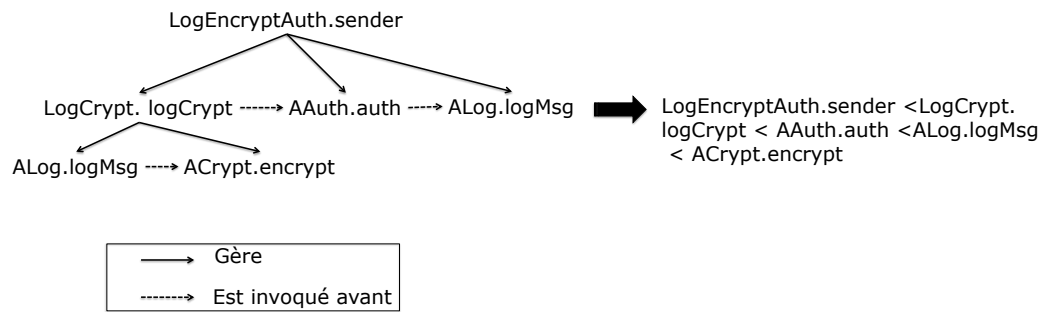 LogEncryptAuth.sender
LogCrypt. logCrypt
AAuth.auth
ALog.logMsg
LogEncryptAuth.sender <LogCrypt.
logCrypt < AAuth.auth <ALog.logMsg
< ACrypt.encrypt
ALog.logMsg
ACrypt.encrypt
Gère
Est invoqué avant